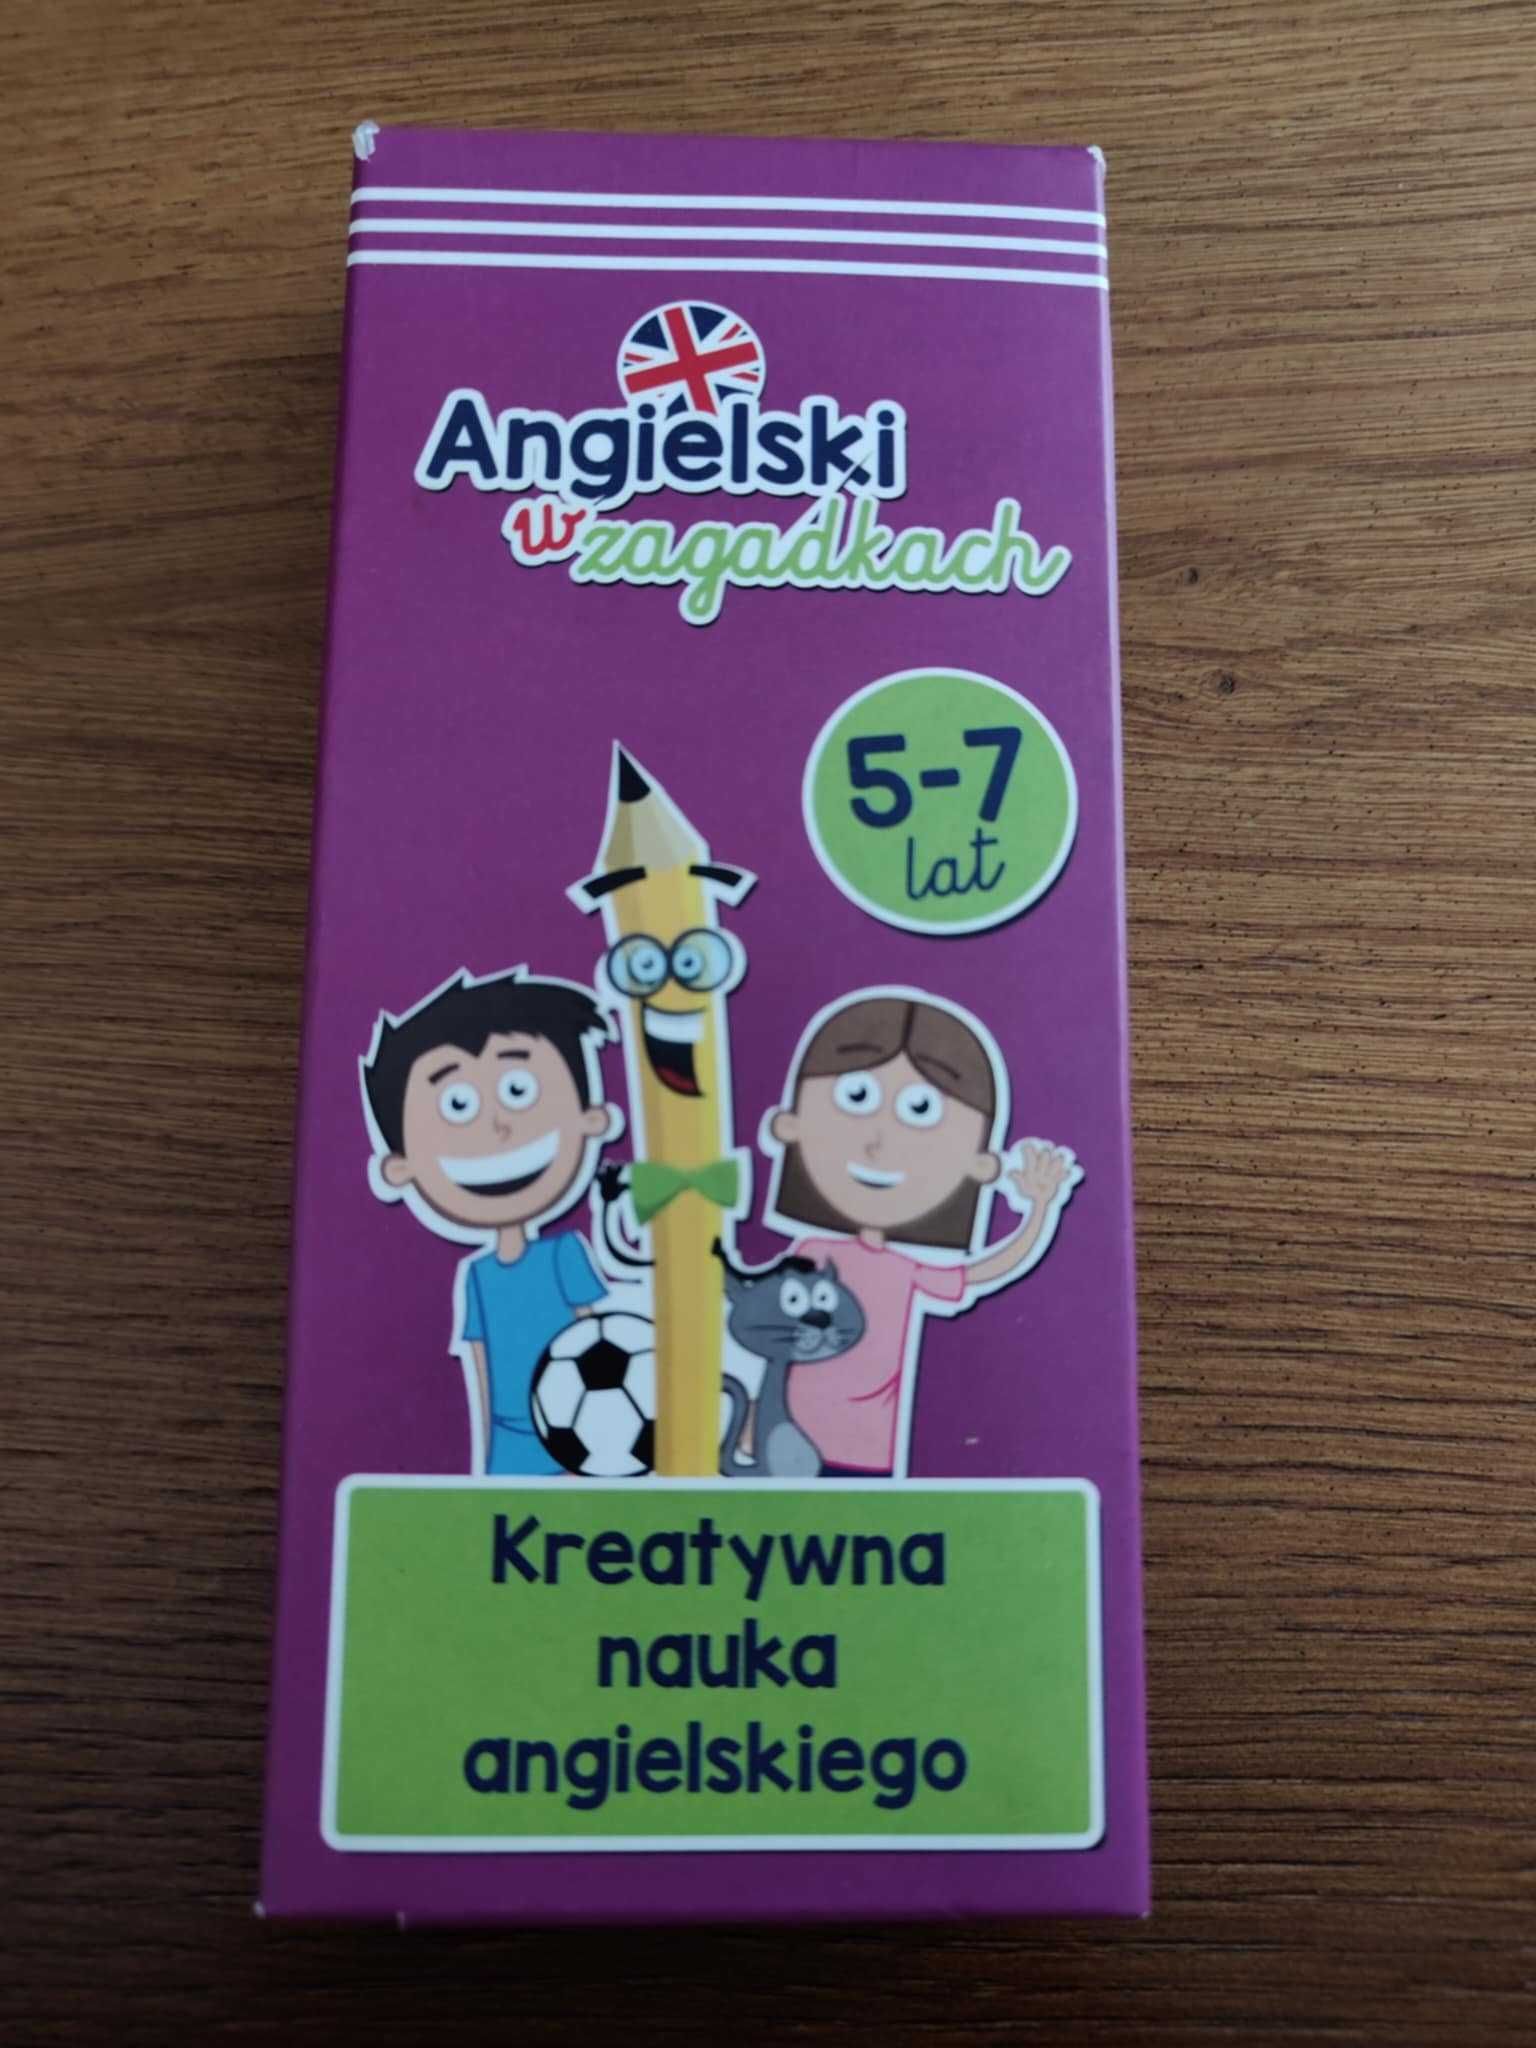 Angielski
w zagadkach
5-7
lat
Kreatywna
nauka
angielskiego